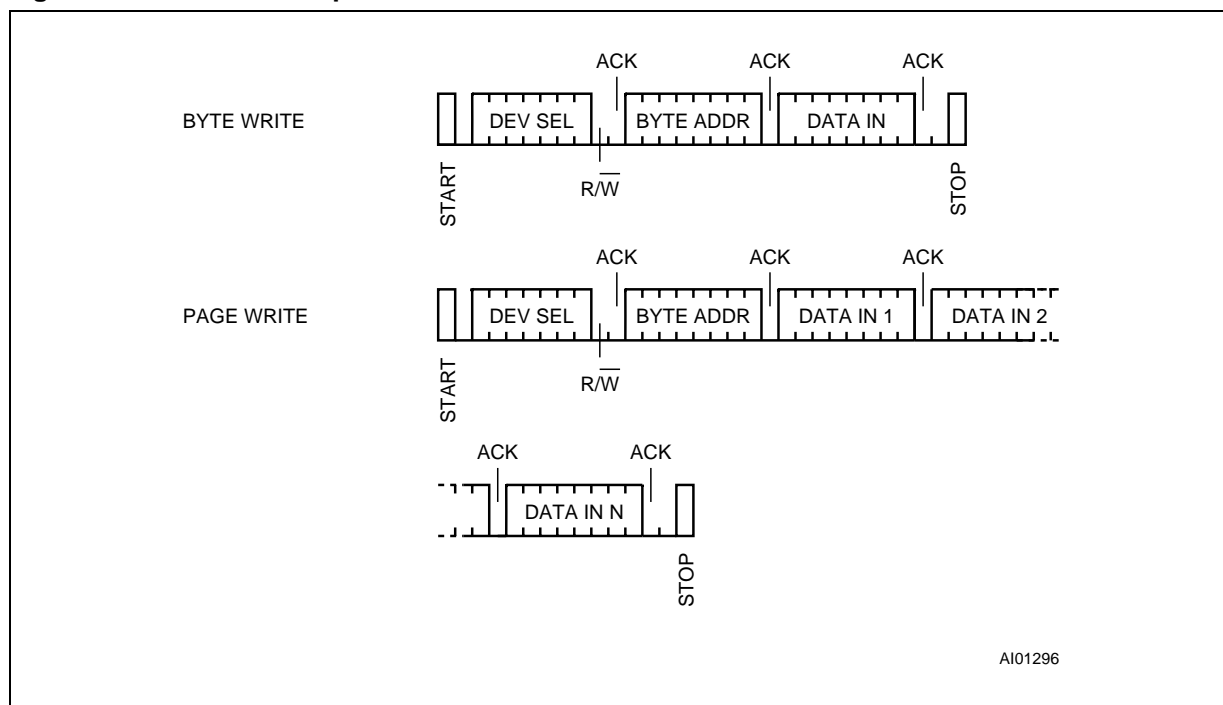 ACK ACK ACK
BYTE WRITE DEV SEL BYTE ADDR DATA IN
START R/W̅ STOP
ACK ACK ACK
PAGE WRITE DEV SEL BYTE ADDR DATA IN 1 DATA IN 2
START R/W̅
ACK ACK
DATA IN N
STOP
AI01296